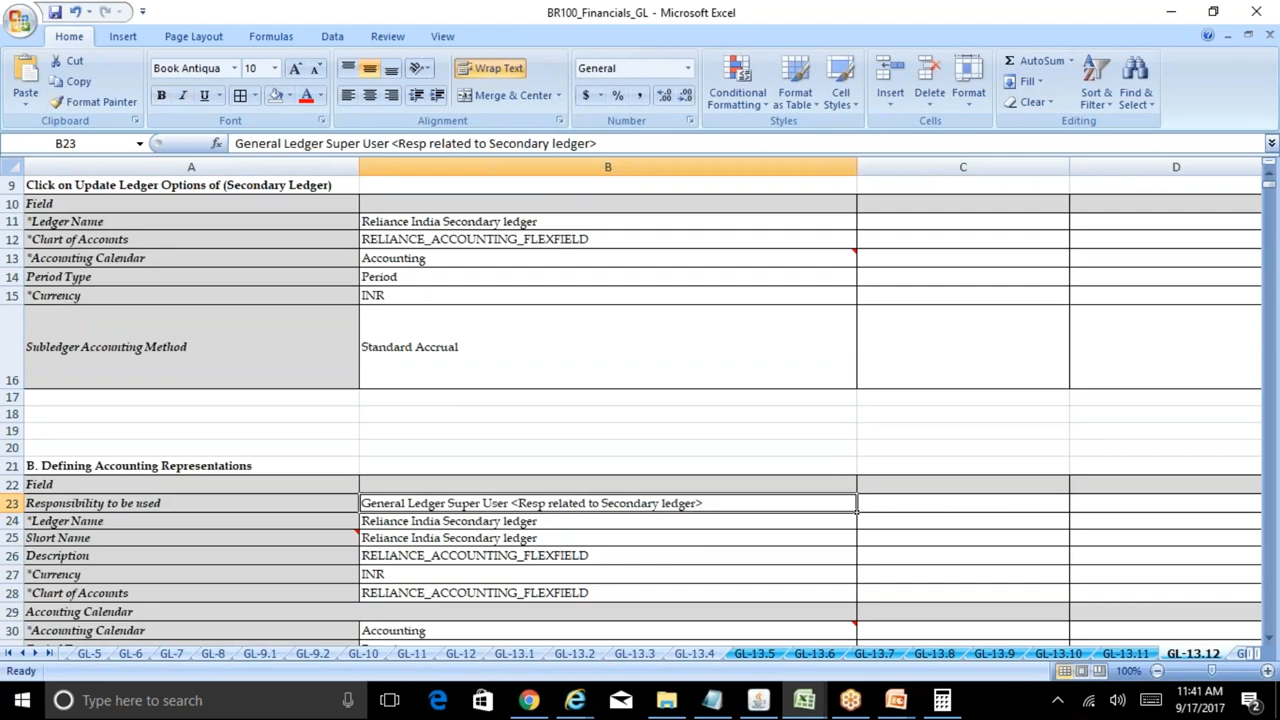 BR100_Financials_GL - Microsoft Excel
Home Insert Page Layout Formulas Data Review View
Paste Cut Copy Format Painter
Book Antiqua 10
B I U A
Wrap Text
Merge & Center
General
$ % ,
Conditional Formatting
Format as Table
Cell Styles
Insert Delete Format
Σ AutoSum
Fill
Clear
Sort & Filter
Find & Select
Clipboard Font Alignment Number Styles Cells Editing
B23 fx General Ledger Super User <Resp related to Secondary ledger>
A B C D
9 Click on Update Ledger Options of (Secondary Ledger)
10 Field
11 *Ledger Name Reliance India Secondary ledger
12 *Chart of Accounts RELIANCE_ACCOUNTING_FLEXFIELD
13 *Accounting Calendar Accounting
14 Period Type Period
15 *Currency INR
16 Subledger Accounting Method Standard Accrual
17
18
19
20
21 B. Defining Accounting Representations
22 Field
23 Responsibility to be used General Ledger Super User <Resp related to Secondary ledger>
24 *Ledger Name Reliance India Secondary ledger
25 Short Name Reliance India Secondary ledger
26 Description RELIANCE_ACCOUNTING_FLEXFIELD
27 *Currency INR
28 *Chart of Accounts RELIANCE_ACCOUNTING_FLEXFIELD
29 Accouting Calendar
30 *Accounting Calendar Accounting
GL-5 GL-6 GL-7 GL-8 GL-9.1 GL-9.2 GL-10 GL-11 GL-12 GL-13.1 GL-13.2 GL-13.3 GL-13.4 GL-13.5 GL-13.6 GL-13.7 GL-13.8 GL-13.9 GL-13.10 GL-13.11 GL-13.12
Ready 100%
Type here to search
11:41 AM
9/17/2017
2